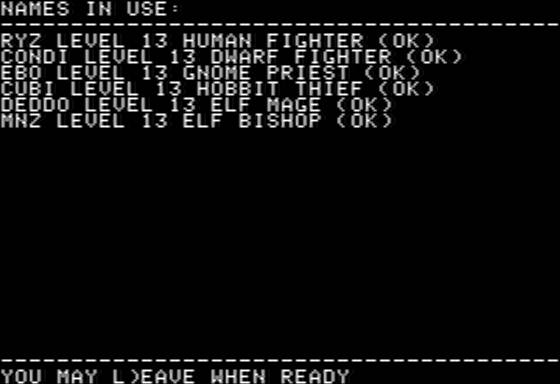 NAMES IN USE:
----------------------------------------
RYZ LEVEL 13 HUMAN FIGHTER (OK)
CONDI LEVEL 13 DWARF FIGHTER (OK)
EBO LEVEL 13 GNOME PRIEST (OK)
CUBI LEVEL 13 HOBBIT THIEF (OK)
DEDDO LEVEL 13 ELF MAGE (OK)
MNZ LEVEL 13 ELF BISHOP (OK)
----------------------------------------
YOU MAY L)EAVE WHEN READY